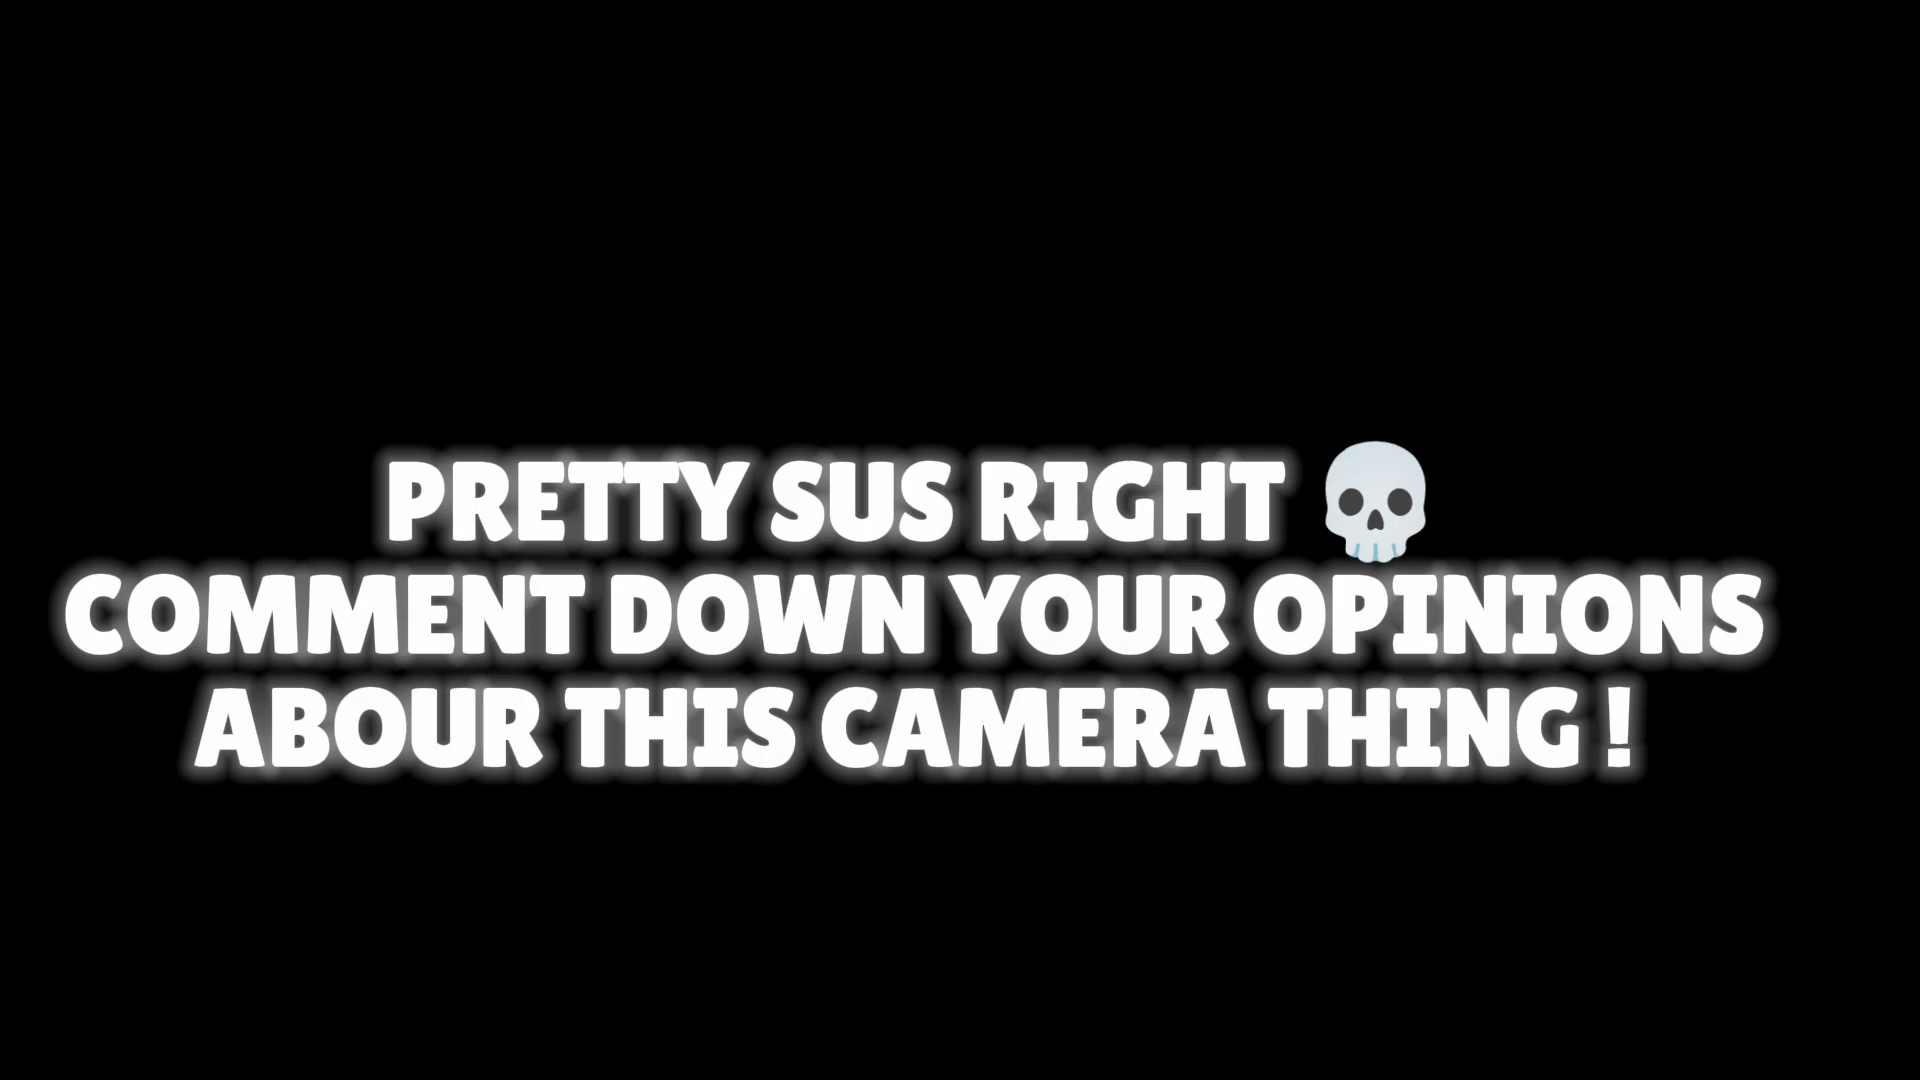 PRETTY SUS RIGHT 💀
COMMENT DOWN YOUR OPINIONS
ABOUR THIS CAMERA THING !